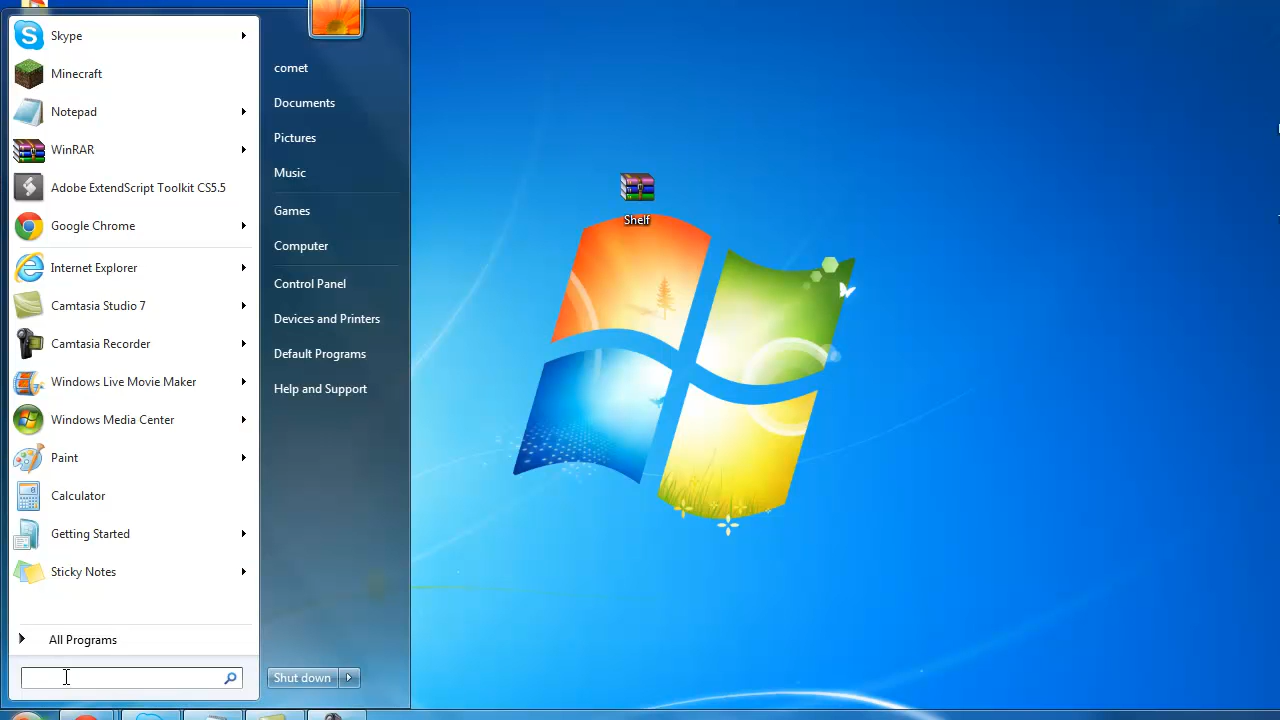 Skype
Minecraft
Notepad
WinRAR
Adobe ExtendScript Toolkit CS5.5
Google Chrome
Internet Explorer
Camtasia Studio 7
Camtasia Recorder
Windows Live Movie Maker
Windows Media Center
Paint
Calculator
Getting Started
Sticky Notes
All Programs
comet
Documents
Pictures
Music
Games
Computer
Control Panel
Devices and Printers
Default Programs
Help and Support
Shut down
Shelf